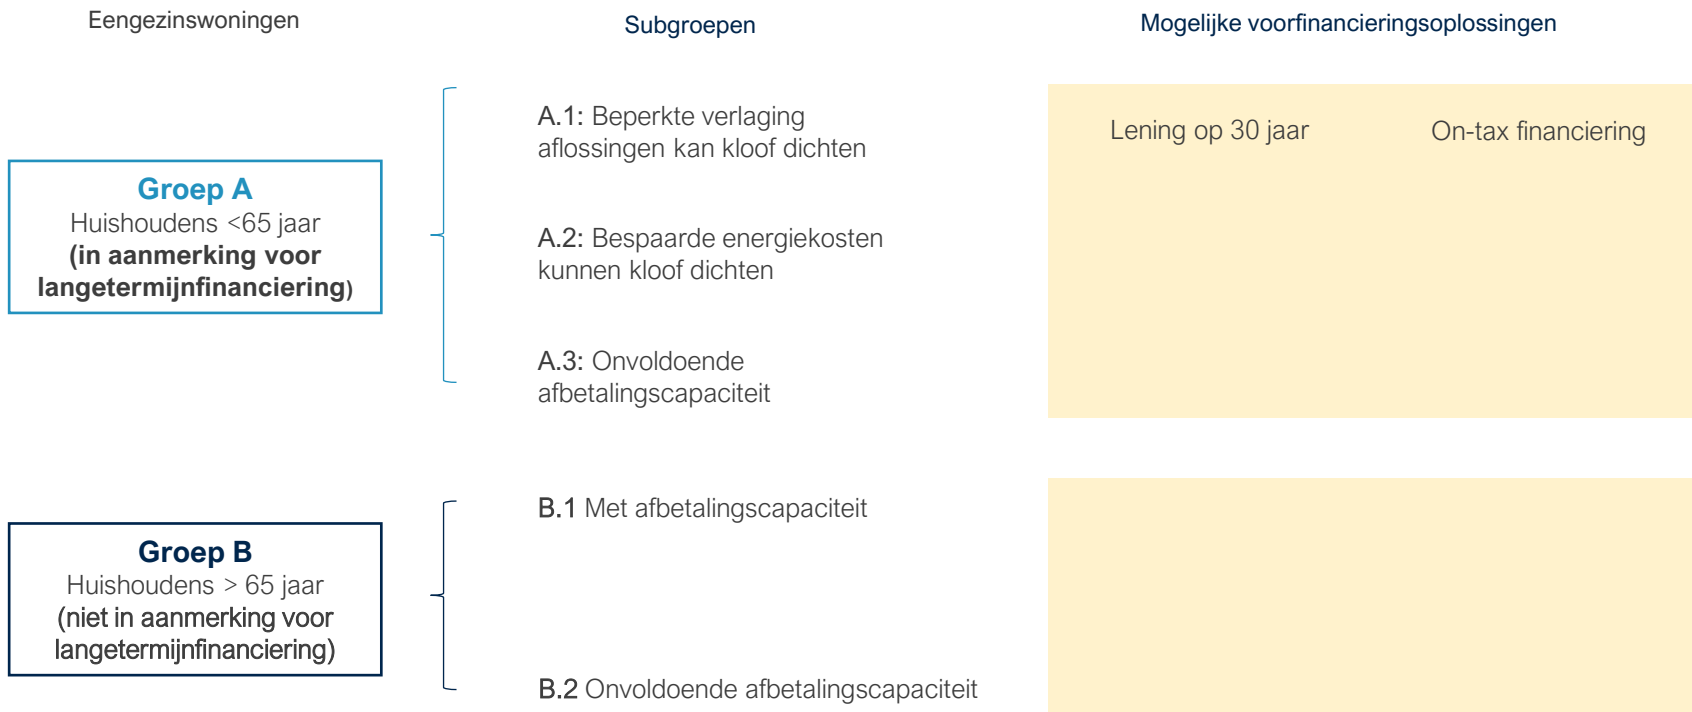 Eengezinswoningen
Subgroepen
Mogelijke voorfinancieringsoplossingen
Groep A
Huishoudens <65 jaar
(in aanmerking voor
langetermijnfinanciering)
A.1: Beperkte verlaging
aflossingen kan kloof dichten
Lening op 30 jaar
On-tax financiering
A.2: Bespaarde energiekosten
kunnen kloof dichten
A.3: Onvoldoende
afbetalingscapaciteit
Groep B
Huishoudens > 65 jaar
(niet in aanmerking voor
langetermijnfinanciering)
B.1 Met afbetalingscapaciteit
B.2 Onvoldoende afbetalingscapaciteit